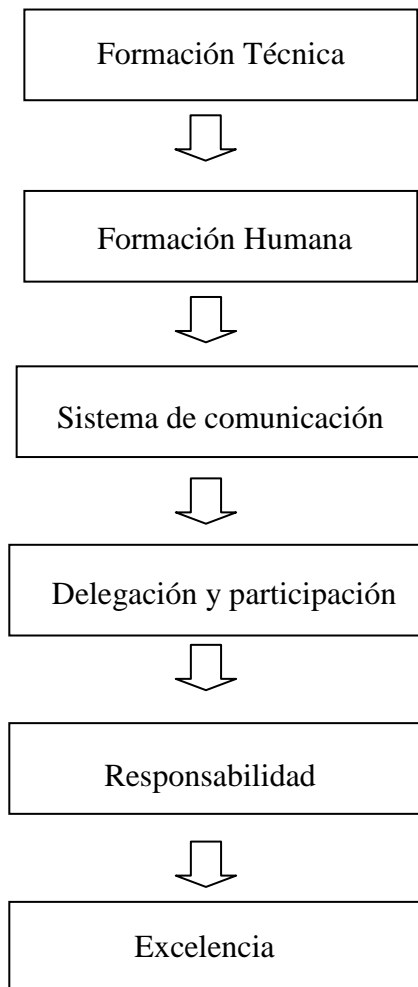 Formación Técnica
Formación Humana
Sistema de comunicación
Delegación y participación
Responsabilidad
Excelencia